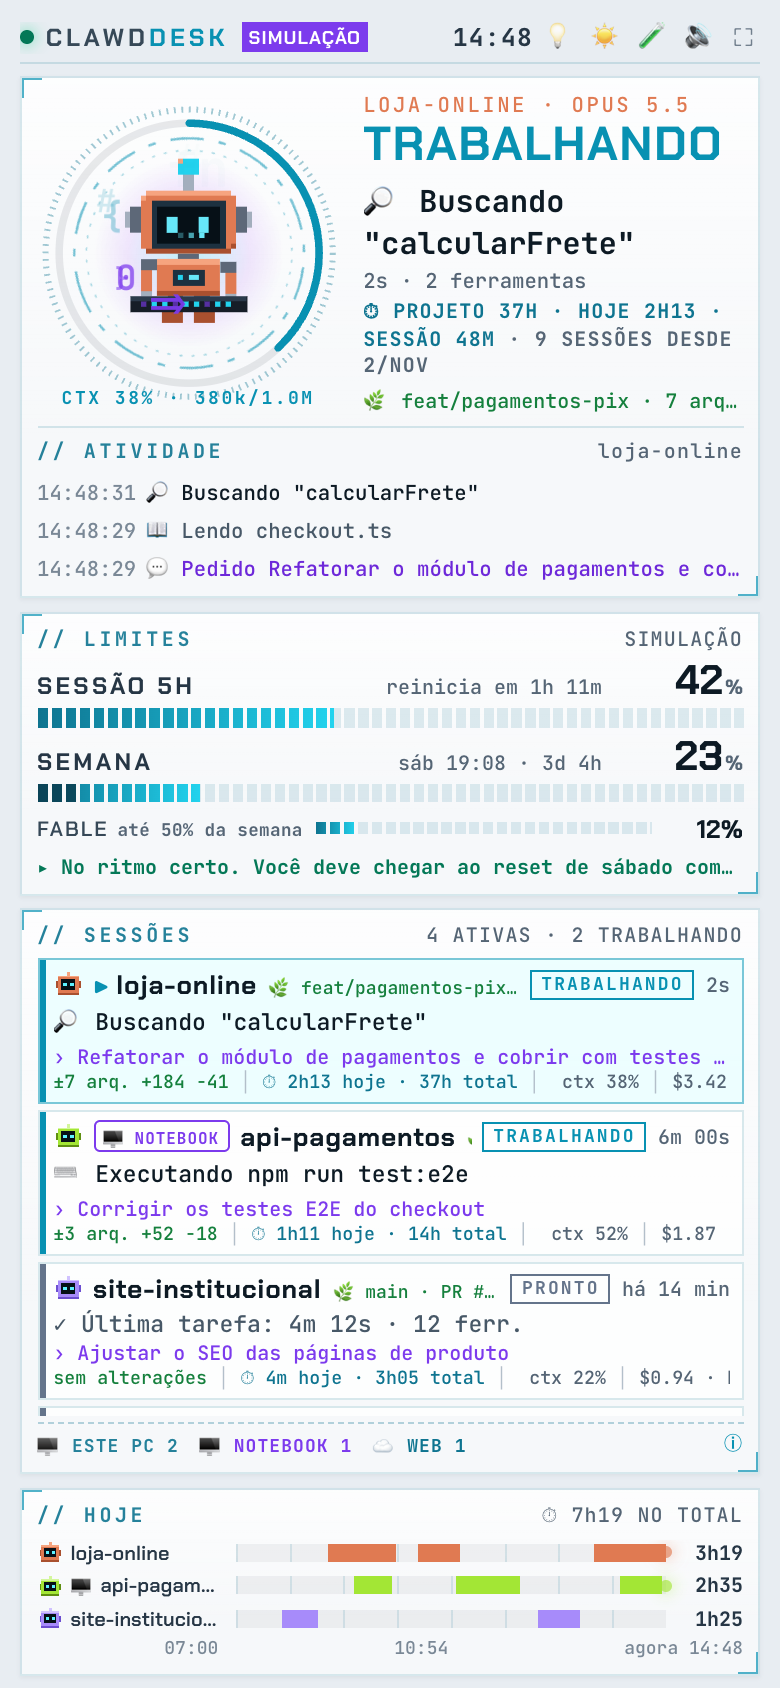 CLAWDDESK SIMULAÇÃO 14:48
LOJA-ONLINE · OPUS 5.5
TRABALHANDO
Buscando
"calcularFrete"
2s · 2 ferramentas
PROJETO 37H · HOJE 2H13 ·
SESSÃO 48M · 9 SESSÕES DESDE
2/NOV
feat/pagamentos-pix · 7 arq…
CTX 38% · 380k/1.0M
// ATIVIDADE loja-online
14:48:31 Buscando "calcularFrete"
14:48:29 Lendo checkout.ts
14:48:29 Pedido Refatorar o módulo de pagamentos e co…
// LIMITES SIMULAÇÃO
SESSÃO 5H reinicia em 1h 11m 42%
SEMANA sáb 19:08 · 3d 4h 23%
FABLE até 50% da semana 12%
▸ No ritmo certo. Você deve chegar ao reset de sábado com…
// SESSÕES 4 ATIVAS · 2 TRABALHANDO
▶ loja-online feat/pagamentos-pix… TRABALHANDO 2s
Buscando "calcularFrete"
› Refatorar o módulo de pagamentos e cobrir com testes …
±7 arq. +184 -41 2h13 hoje · 37h total ctx 38% $3.42
NOTEBOOK api-pagamentos TRABALHANDO 6m 00s
Executando npm run test:e2e
› Corrigir os testes E2E do checkout
±3 arq. +52 -18 1h11 hoje · 14h total ctx 52% $1.87
site-institucional main · PR #… PRONTO há 14 min
✓ Última tarefa: 4m 12s · 12 ferr.
› Ajustar o SEO das páginas de produto
sem alterações 4m hoje · 3h05 total ctx 22% $0.94 ·
ESTE PC 2 NOTEBOOK 1 WEB 1
// HOJE 7h19 NO TOTAL
loja-online 3h19
api-pagam… 2h35
site-institucio… 1h25
07:00 10:54 agora 14:48